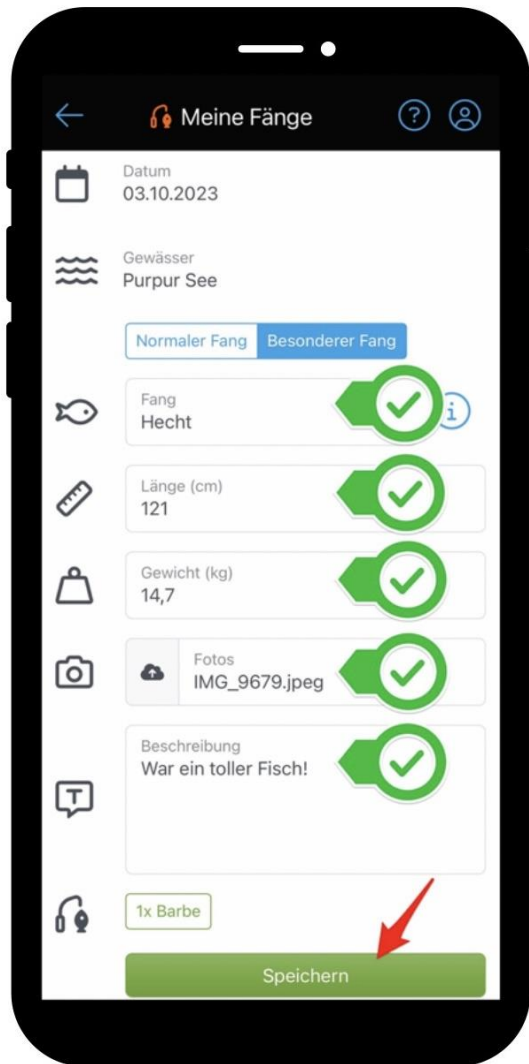 Meine Fänge
Datum
03.10.2023
Gewässer
Purpur See
Normaler Fang Besonderer Fang
Fang
Hecht
Länge (cm)
121
Gewicht (kg)
14,7
Fotos
IMG_9679.jpeg
Beschreibung
War ein toller Fisch!
1x Barbe
Speichern